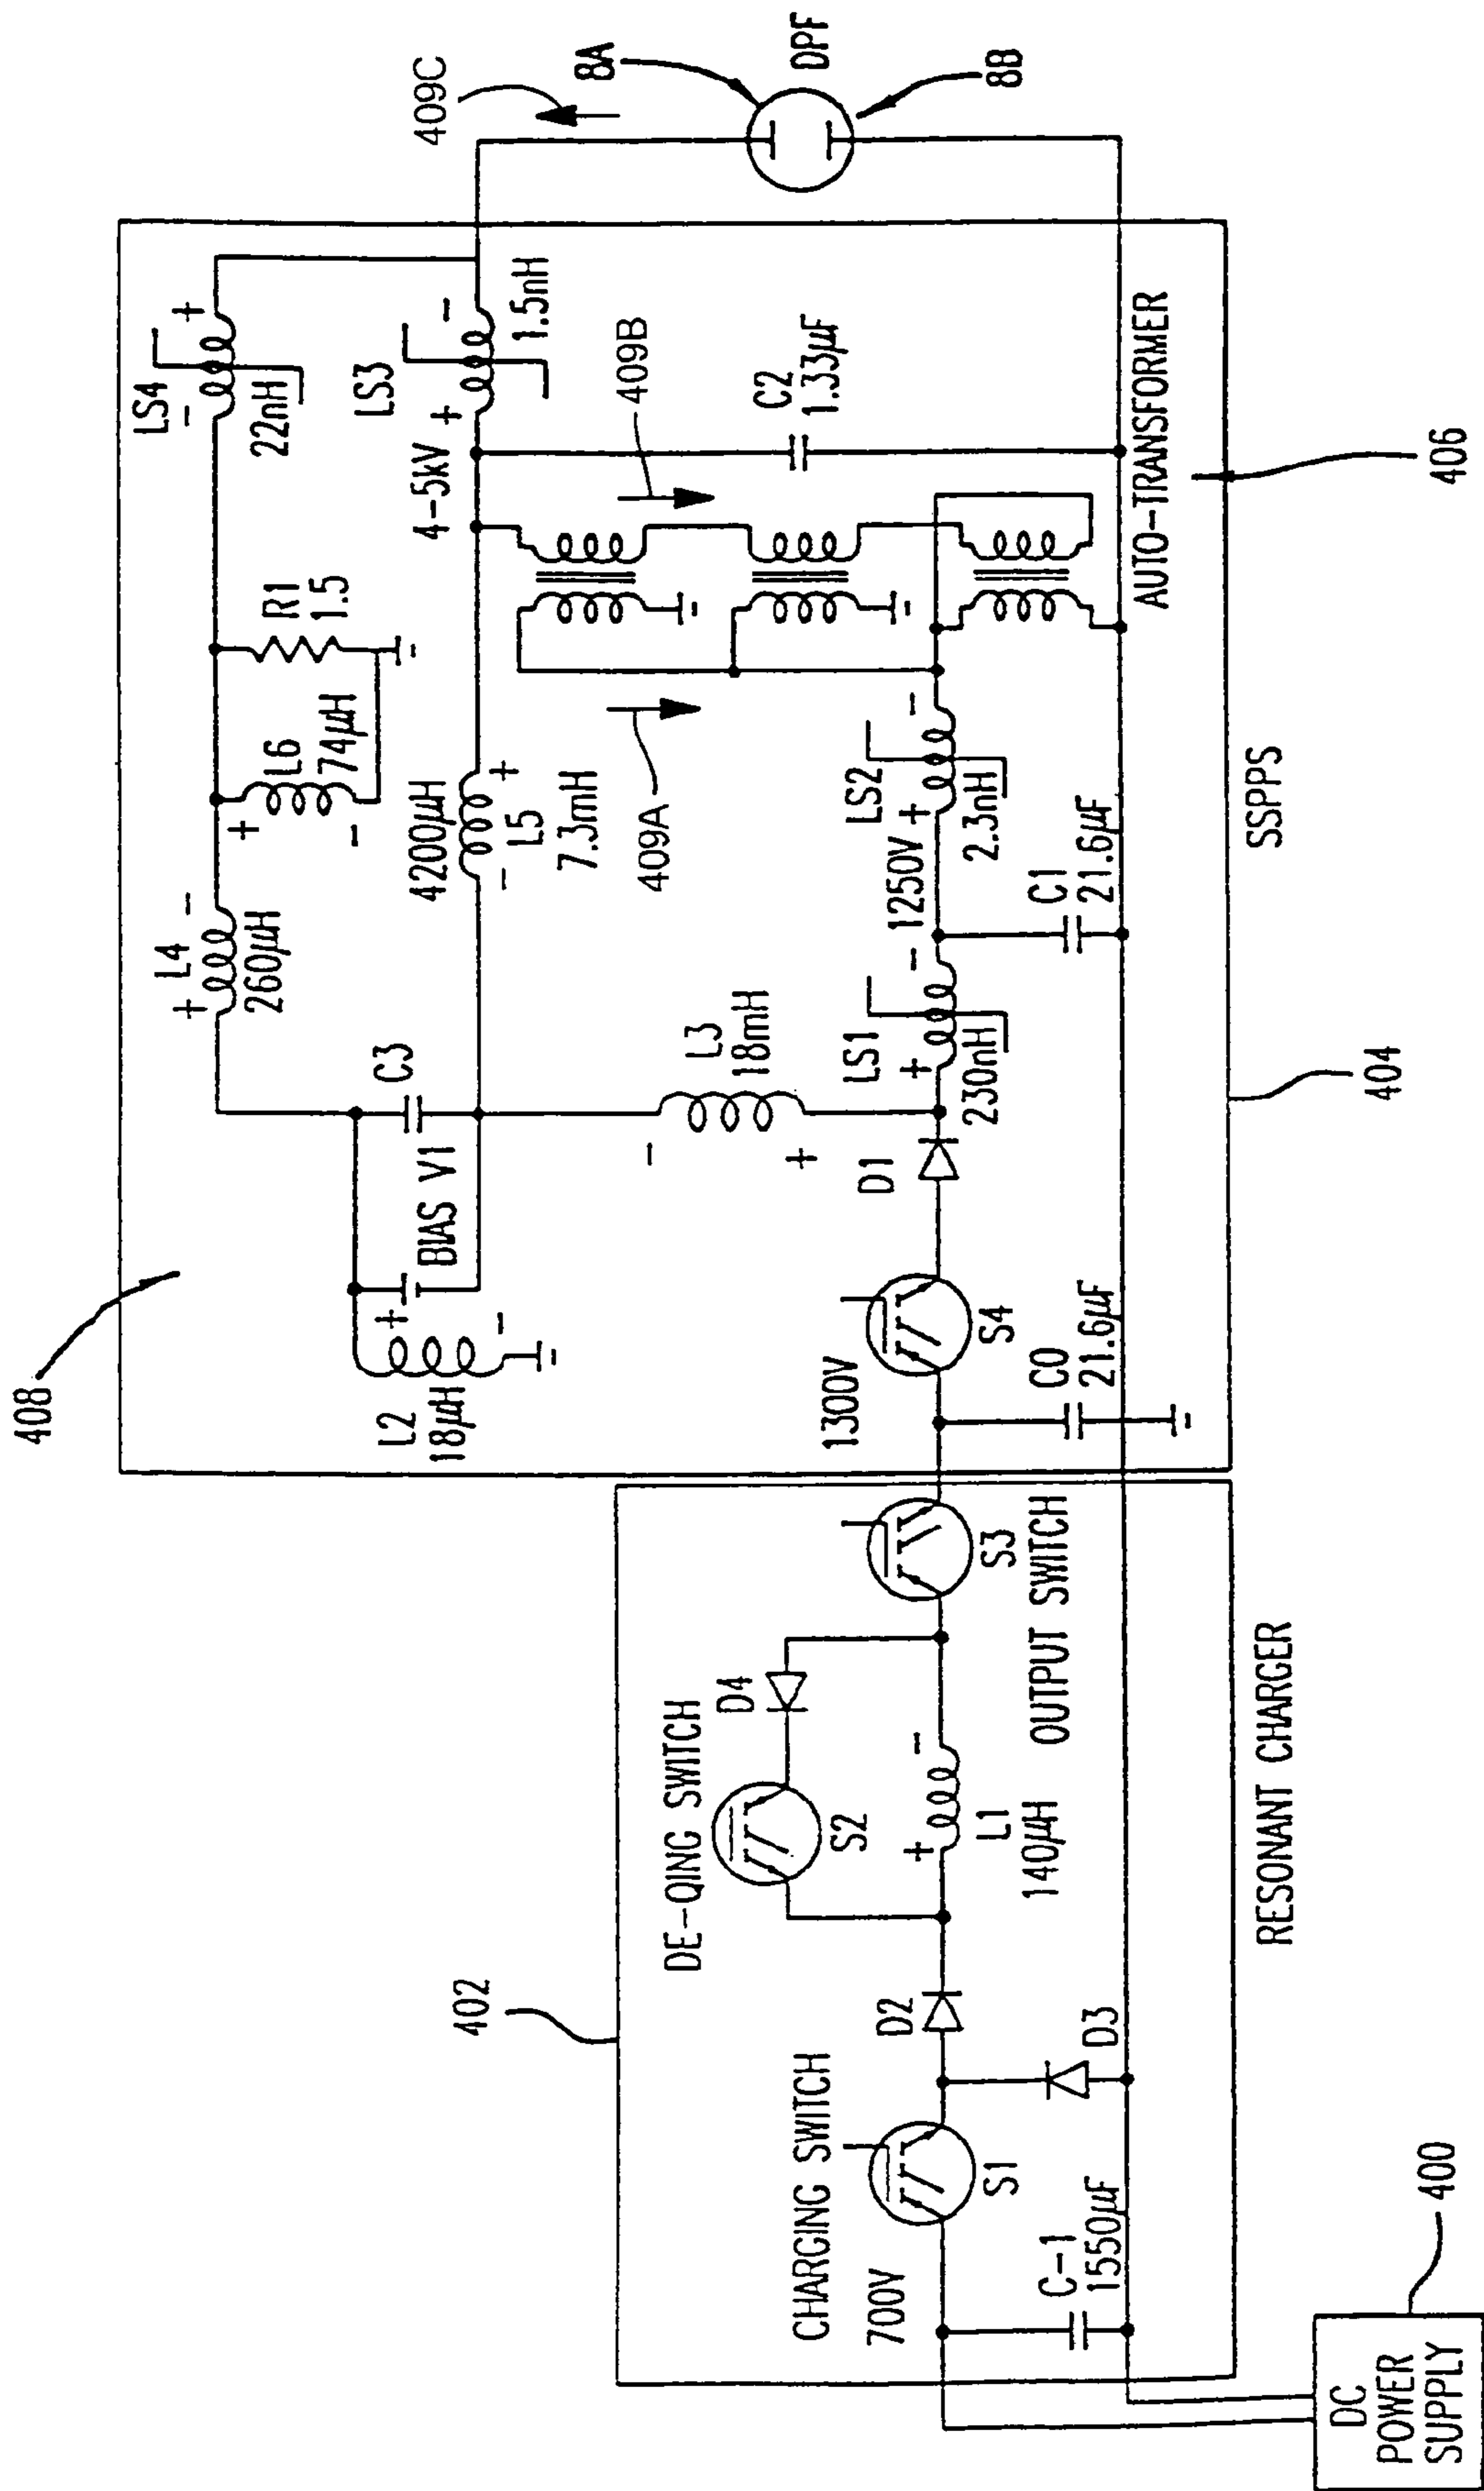 408
409C
8A
DPF
8B
LS4
- +
22nH
R1
1.5
L6
74μH
+
-
L4
+ -
260μH
LS3
+ -
1.5nH
4-5kV
409B
C2
1.33μF
4200μH
- +
L5
7.3mH
409A
C3
BIAS V1
+
-
L2
18μH
L3
18mH
-
+
LS2
+ -
2.3nH
1250V
C1
21.6μF
LS1
+ -
230nH
D1
S4
1300V
C0
21.6μF
AUTO-TRANSFORMER
406
SSPPS
404
402
DE-QING SWITCH
D4
S2
S3
OUTPUT SWITCH
+ -
L1
140μH
D2
D3
CHARGING SWITCH
S1
700V
C-1
1550μF
RESONANT CHARGER
DC
POWER
SUPPLY
400